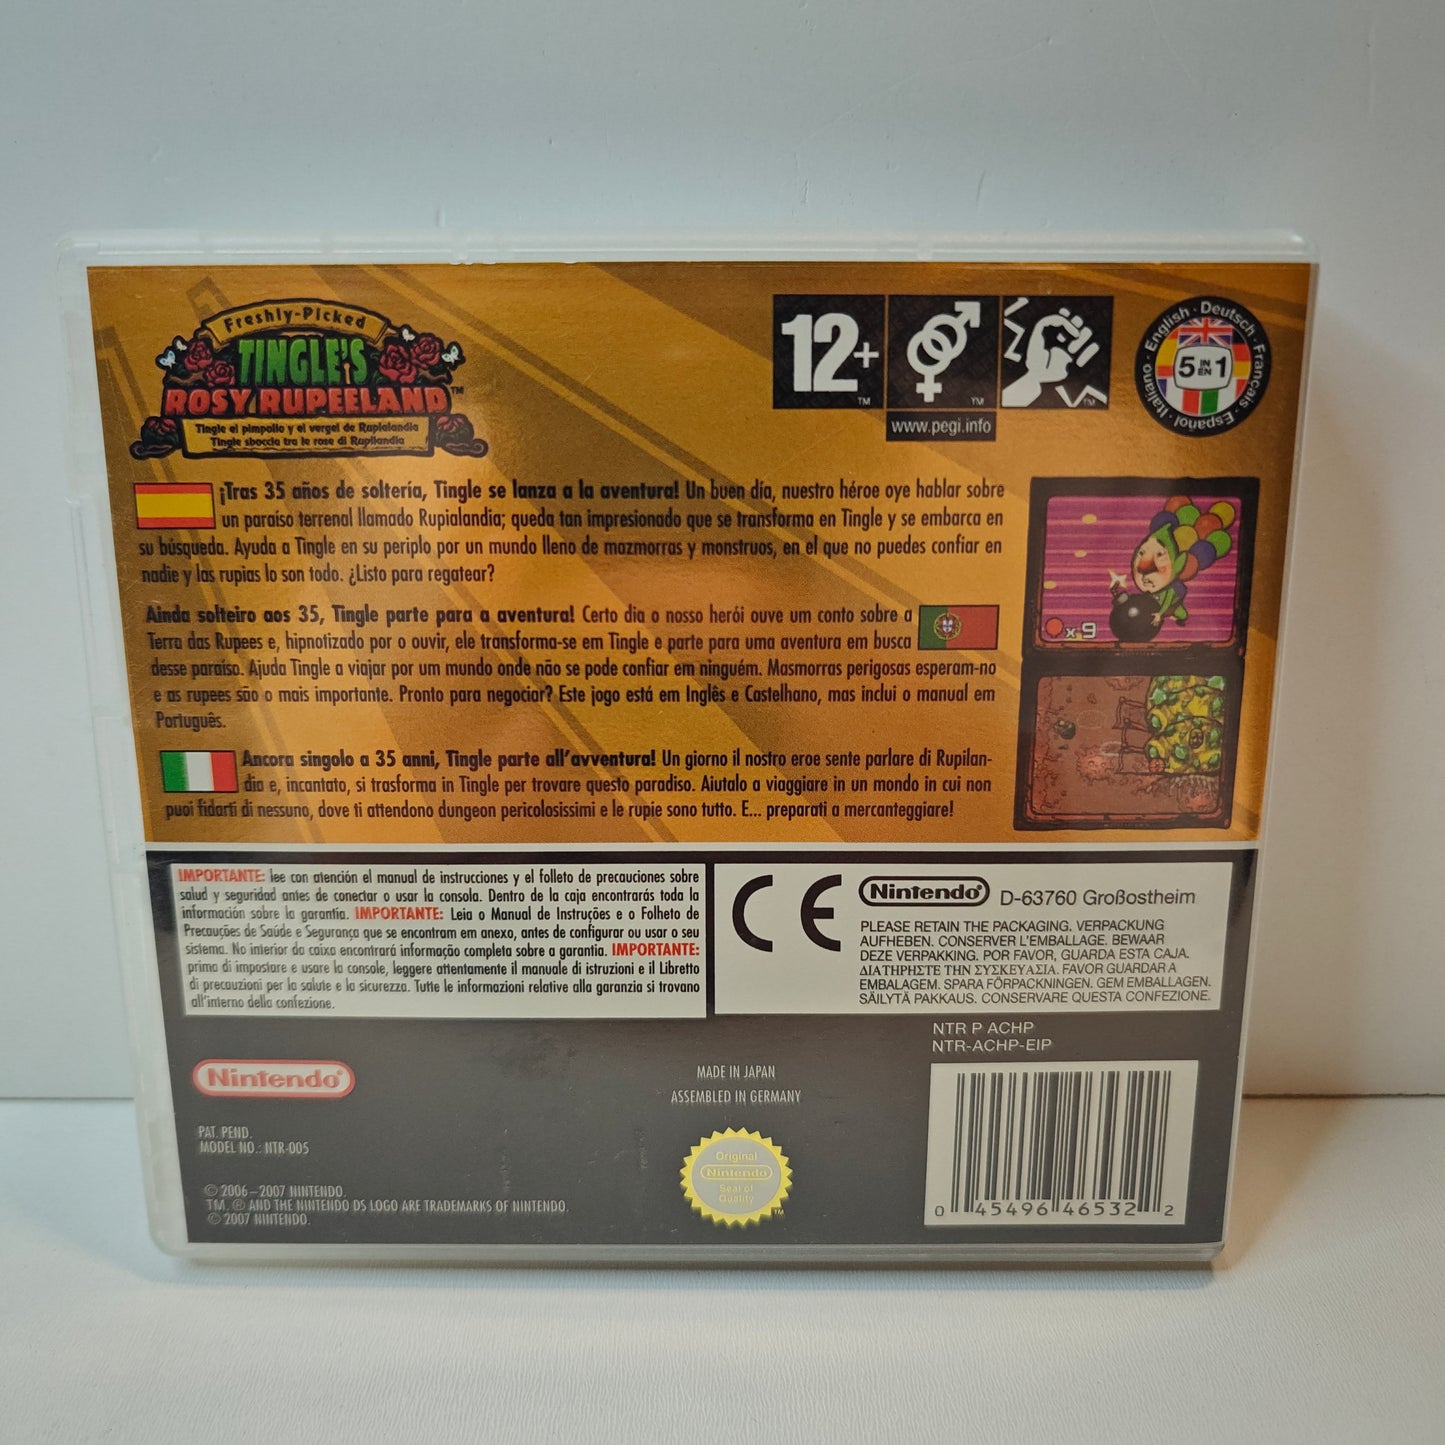 Freshly-Picked
TINGLE'S
ROSY RUPEELAND™
Tingle el pimpollo y el vergel de Rupialandia
Tingle sboccia tra le rose di Rupilandia
12+
TM
TM
TM
www.pegi.info
English · Deutsch · Français · Español · Italiano
5 IN EN 1
¡Tras 35 años de soltería, Tingle se lanza a la aventura! Un buen día, nuestro héroe oye hablar sobre
un paraíso terrenal llamado Rupialandia; queda tan impresionado que se transforma en Tingle y se embarca en
su búsqueda. Ayuda a Tingle en su periplo por un mundo lleno de mazmorras y monstruos, en el que no puedes confiar en
nadie y las rupias lo son todo. ¿Listo para regatear?
Ainda solteiro aos 35, Tingle parte para a aventura! Certo dia o nosso herói ouve um conto sobre a
Terra das Rupees e, hipnotizado por o ouvir, ele transforma-se em Tingle e parte para uma aventura em busca
desse paraíso. Ajuda Tingle a viajar por um mundo onde não se pode confiar em ninguém. Masmorras perigosas esperam-no
e as rupees são o mais importante. Pronto para negociar? Este jogo está em Inglês e Castelhano, mas inclui o manual em
Português.
Ancora singolo a 35 anni, Tingle parte all'avventura! Un giorno il nostro eroe sente parlare di Rupilan-
dia e, incantato, si trasforma in Tingle per trovare questo paradiso. Aiutalo a viaggiare in un mondo in cui non
puoi fidarti di nessuno, dove ti attendono dungeon pericolosissimi e le rupie sono tutto. E... preparati a mercanteggiare!
x9
IMPORTANTE: lee con atención el manual de instrucciones y el folleto de precauciones sobre
salud y seguridad antes de conectar o usar la consola. Dentro de la caja encontrarás toda la
información sobre la garantía. IMPORTANTE: Leia o Manual de Instruções e o Folheto de
Precauções de Saúde e Segurança que se encontram em anexo, antes de configurar ou usar o seu
sistema. No interior da caixa encontrará informação completa sobre a garantia. IMPORTANTE:
prima di impostare e usare la console, leggere attentamente il manuale di istruzioni e il Libretto
di precauzioni per la salute e la sicurezza. Tutte le informazioni relative alla garanzia si trovano
all'interno della confezione.
CE
Nintendo® D-63760 Großostheim
PLEASE RETAIN THE PACKAGING. VERPACKUNG
AUFHEBEN. CONSERVER L'EMBALLAGE. BEWAAR
DEZE VERPAKKING. POR FAVOR, GUARDA ESTA CAJA.
ΔΙΑΤΗΡΗΣΤΕ ΤΗΝ ΣΥΣΚΕΥΑΣΙΑ. FAVOR GUARDAR A
EMBALAGEM. SPARA FÖRPACKNINGEN. GEM EMBALLAGEN.
SÄILYTÄ PAKKAUS. CONSERVARE QUESTA CONFEZIONE.
NTR P ACHP
NTR-ACHP-EIP
Nintendo®
MADE IN JAPAN
ASSEMBLED IN GERMANY
PAT. PEND.
MODEL NO.: NTR-005
Original
Nintendo
Seal of
Quality
TM
© 2006–2007 NINTENDO.
TM, ® AND THE NINTENDO DS LOGO ARE TRADEMARKS OF NINTENDO.
© 2007 NINTENDO.
0 45496 46532 2